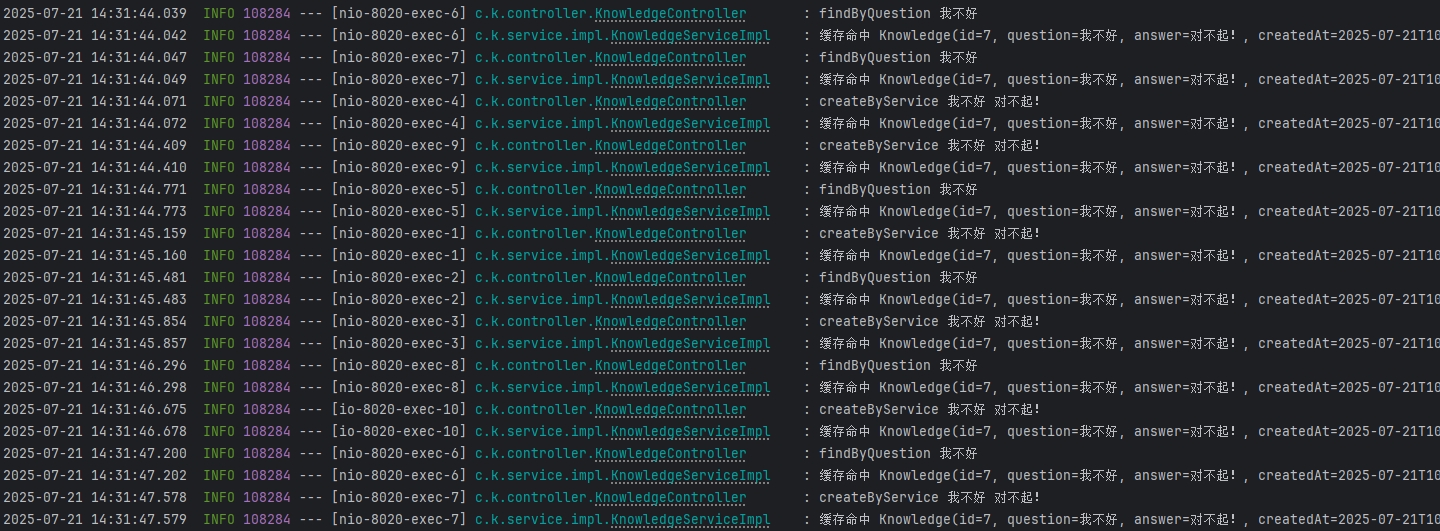 2025-07-21 14:31:44.039 INFO 108284 --- [nio-8020-exec-6] c.k.controller.KnowledgeController : findByQuestion 我不好
2025-07-21 14:31:44.042 INFO 108284 --- [nio-8020-exec-6] c.k.service.impl.KnowledgeServiceImpl : 缓存命中 Knowledge(id=7, question=我不好, answer=对不起! , createdAt=2025-07-21T10
2025-07-21 14:31:44.047 INFO 108284 --- [nio-8020-exec-7] c.k.controller.KnowledgeController : findByQuestion 我不好
2025-07-21 14:31:44.049 INFO 108284 --- [nio-8020-exec-7] c.k.service.impl.KnowledgeServiceImpl : 缓存命中 Knowledge(id=7, question=我不好, answer=对不起! , createdAt=2025-07-21T10
2025-07-21 14:31:44.071 INFO 108284 --- [nio-8020-exec-4] c.k.controller.KnowledgeController : createByService 我不好 对不起!
2025-07-21 14:31:44.072 INFO 108284 --- [nio-8020-exec-4] c.k.service.impl.KnowledgeServiceImpl : 缓存命中 Knowledge(id=7, question=我不好, answer=对不起! , createdAt=2025-07-21T10
2025-07-21 14:31:44.409 INFO 108284 --- [nio-8020-exec-9] c.k.controller.KnowledgeController : createByService 我不好 对不起!
2025-07-21 14:31:44.410 INFO 108284 --- [nio-8020-exec-9] c.k.service.impl.KnowledgeServiceImpl : 缓存命中 Knowledge(id=7, question=我不好, answer=对不起! , createdAt=2025-07-21T10
2025-07-21 14:31:44.771 INFO 108284 --- [nio-8020-exec-5] c.k.controller.KnowledgeController : findByQuestion 我不好
2025-07-21 14:31:44.773 INFO 108284 --- [nio-8020-exec-5] c.k.service.impl.KnowledgeServiceImpl : 缓存命中 Knowledge(id=7, question=我不好, answer=对不起! , createdAt=2025-07-21T10
2025-07-21 14:31:45.159 INFO 108284 --- [nio-8020-exec-1] c.k.controller.KnowledgeController : createByService 我不好 对不起!
2025-07-21 14:31:45.160 INFO 108284 --- [nio-8020-exec-1] c.k.service.impl.KnowledgeServiceImpl : 缓存命中 Knowledge(id=7, question=我不好, answer=对不起! , createdAt=2025-07-21T10
2025-07-21 14:31:45.481 INFO 108284 --- [nio-8020-exec-2] c.k.controller.KnowledgeController : findByQuestion 我不好
2025-07-21 14:31:45.483 INFO 108284 --- [nio-8020-exec-2] c.k.service.impl.KnowledgeServiceImpl : 缓存命中 Knowledge(id=7, question=我不好, answer=对不起! , createdAt=2025-07-21T10
2025-07-21 14:31:45.854 INFO 108284 --- [nio-8020-exec-3] c.k.controller.KnowledgeController : createByService 我不好 对不起!
2025-07-21 14:31:45.857 INFO 108284 --- [nio-8020-exec-3] c.k.service.impl.KnowledgeServiceImpl : 缓存命中 Knowledge(id=7, question=我不好, answer=对不起! , createdAt=2025-07-21T10
2025-07-21 14:31:46.296 INFO 108284 --- [nio-8020-exec-8] c.k.controller.KnowledgeController : findByQuestion 我不好
2025-07-21 14:31:46.298 INFO 108284 --- [nio-8020-exec-8] c.k.service.impl.KnowledgeServiceImpl : 缓存命中 Knowledge(id=7, question=我不好, answer=对不起! , createdAt=2025-07-21T10
2025-07-21 14:31:46.675 INFO 108284 --- [io-8020-exec-10] c.k.controller.KnowledgeController : createByService 我不好 对不起!
2025-07-21 14:31:46.678 INFO 108284 --- [io-8020-exec-10] c.k.service.impl.KnowledgeServiceImpl : 缓存命中 Knowledge(id=7, question=我不好, answer=对不起! , createdAt=2025-07-21T10
2025-07-21 14:31:47.200 INFO 108284 --- [nio-8020-exec-6] c.k.controller.KnowledgeController : findByQuestion 我不好
2025-07-21 14:31:47.202 INFO 108284 --- [nio-8020-exec-6] c.k.service.impl.KnowledgeServiceImpl : 缓存命中 Knowledge(id=7, question=我不好, answer=对不起! , createdAt=2025-07-21T10
2025-07-21 14:31:47.578 INFO 108284 --- [nio-8020-exec-7] c.k.controller.KnowledgeController : createByService 我不好 对不起!
2025-07-21 14:31:47.579 INFO 108284 --- [nio-8020-exec-7] c.k.service.impl.KnowledgeServiceImpl : 缓存命中 Knowledge(id=7, question=我不好, answer=对不起! , createdAt=2025-07-21T10